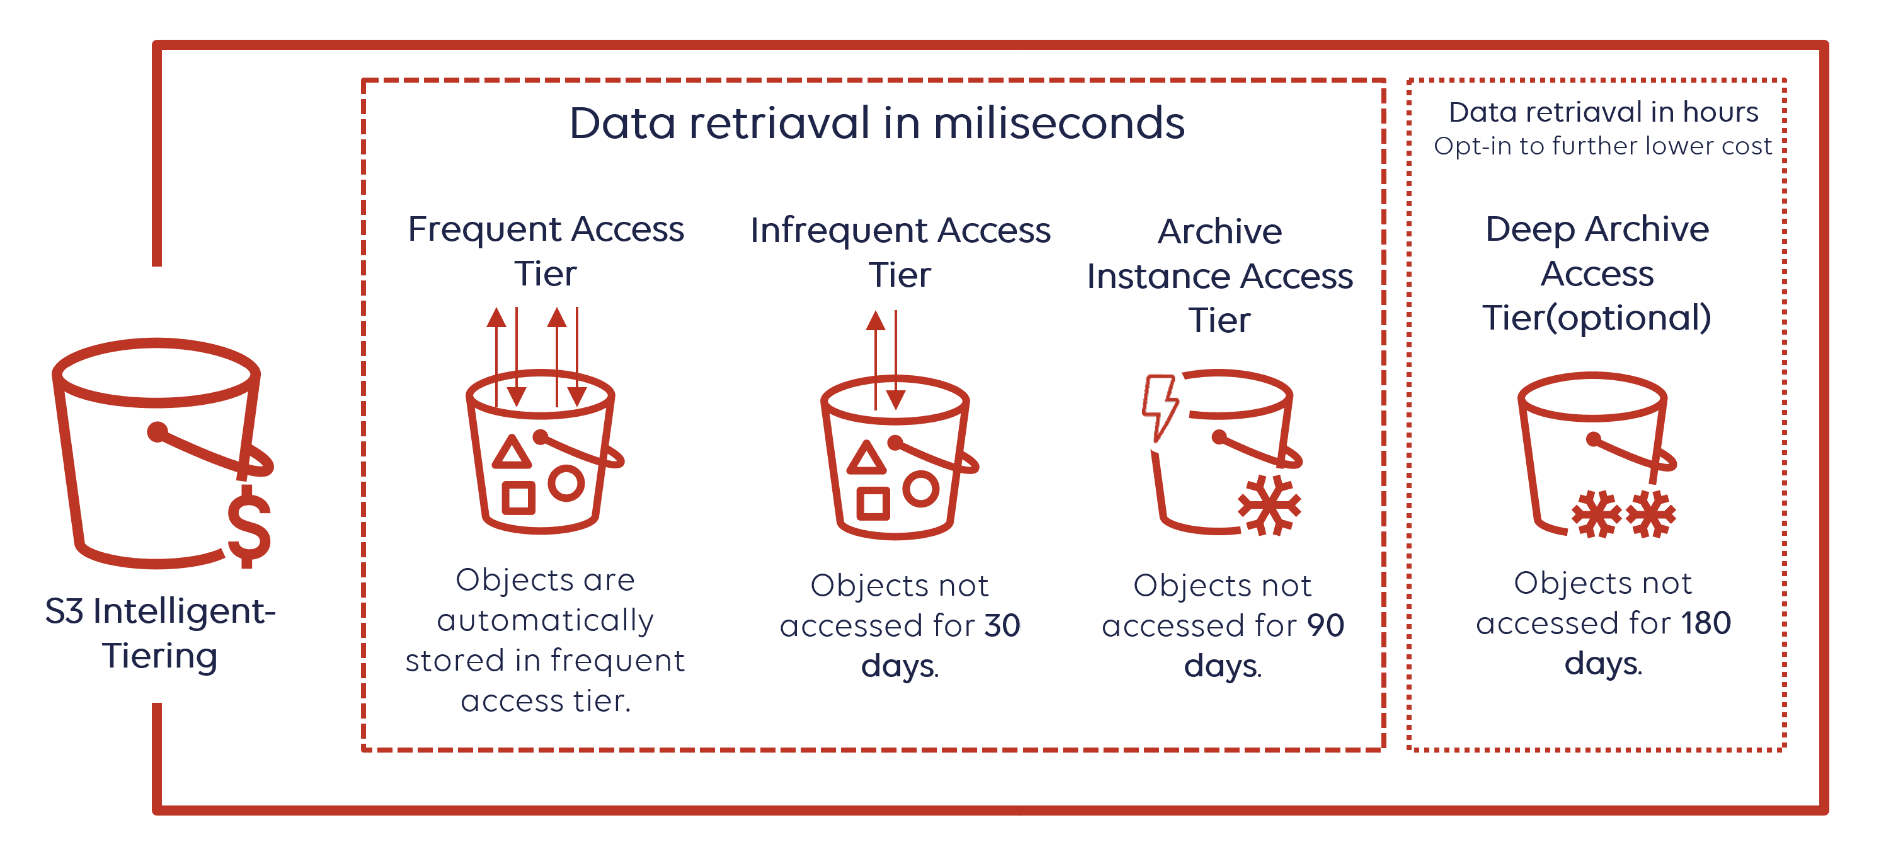 Data retriaval in miliseconds
Data retriaval in hours
Opt-in to further lower cost
Frequent Access
Tier
Infrequent Access
Tier
Archive
Instance Access
Tier
Deep Archive
Access
Tier(optional)
$
S3 Intelligent-
Tiering
Objects are
automatically
stored in frequent
access tier.
Objects not
accessed for 30
days.
Objects not
accessed for 90
days.
Objects not
accessed for 180
days.